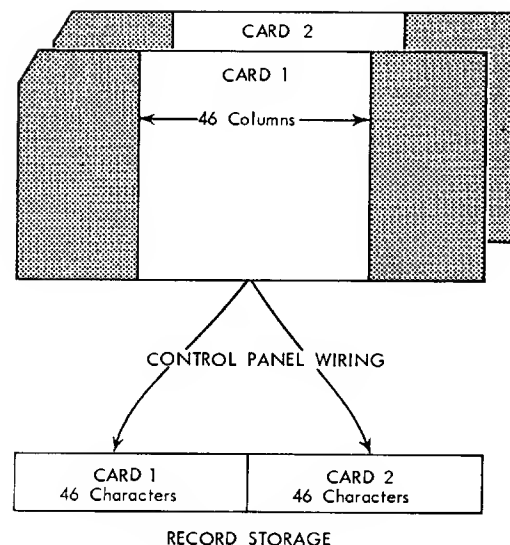 CARD 2
CARD 1
46 Columns
CONTROL PANEL WIRING
CARD 1
46 Characters
CARD 2
46 Characters
RECORD STORAGE